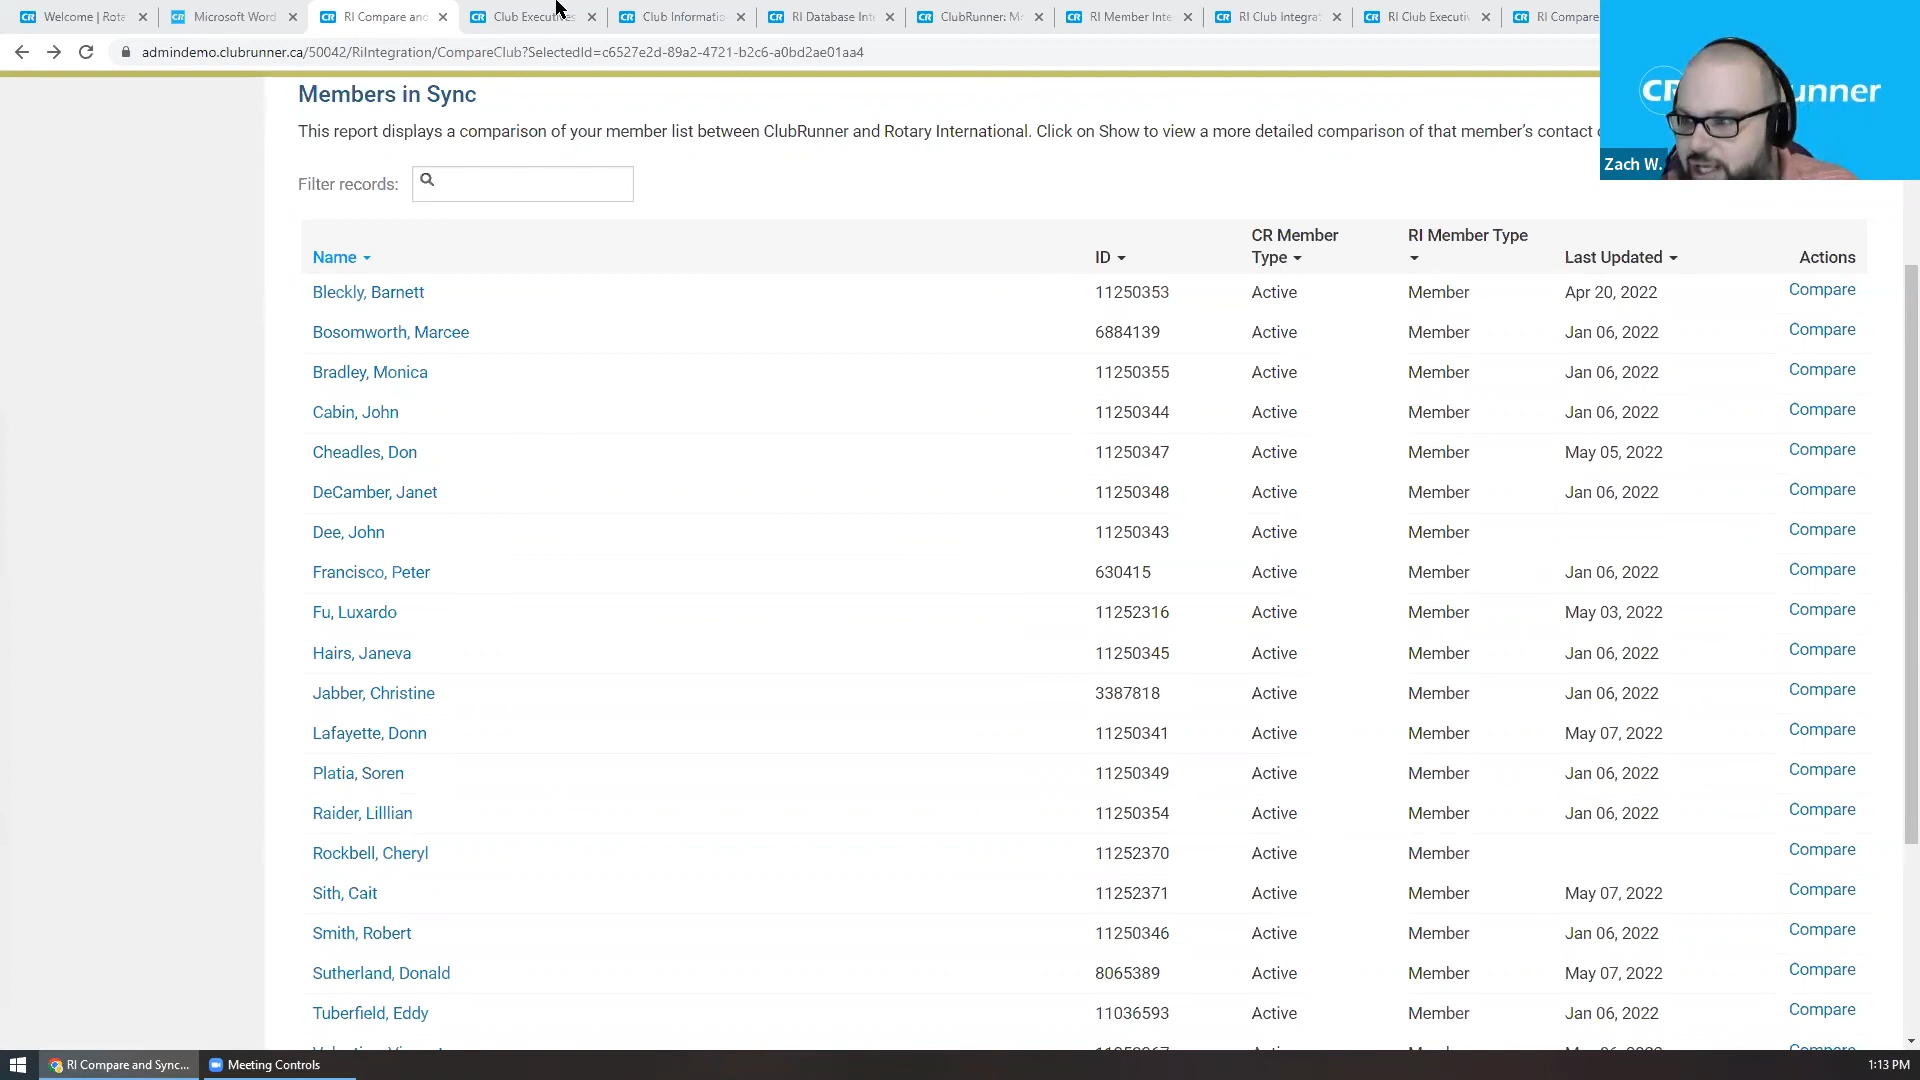 Welcome | Rota
Microsoft Word
RI Compare and
Club Executives
Club Informatio
RI Database Int
ClubRunner: M
RI Member Inte
RI Club Integrat
RI Club Executi
RI Compare
admindemo.clubrunner.ca/50042/RiIntegration/CompareClub?SelectedId=c6527e2d-89a2-4721-b2c6-a0bd2ae01aa4
unner
Zach W.
Members in Sync
This report displays a comparison of your member list between ClubRunner and Rotary International. Click on Show to view a more detailed comparison of that member's contact
Filter records:
Name ID CR Member Type RI Member Type Last Updated Actions
Bleckly, Barnett 11250353 Active Member Apr 20, 2022 Compare
Bosomworth, Marcee 6884139 Active Member Jan 06, 2022 Compare
Bradley, Monica 11250355 Active Member Jan 06, 2022 Compare
Cabin, John 11250344 Active Member Jan 06, 2022 Compare
Cheadles, Don 11250347 Active Member May 05, 2022 Compare
DeCamber, Janet 11250348 Active Member Jan 06, 2022 Compare
Dee, John 11250343 Active Member Compare
Francisco, Peter 630415 Active Member Jan 06, 2022 Compare
Fu, Luxardo 11252316 Active Member May 03, 2022 Compare
Hairs, Janeva 11250345 Active Member Jan 06, 2022 Compare
Jabber, Christine 3387818 Active Member Jan 06, 2022 Compare
Lafayette, Donn 11250341 Active Member May 07, 2022 Compare
Platia, Soren 11250349 Active Member Jan 06, 2022 Compare
Raider, Lilllian 11250354 Active Member Jan 06, 2022 Compare
Rockbell, Cheryl 11252370 Active Member Compare
Sith, Cait 11252371 Active Member May 07, 2022 Compare
Smith, Robert 11250346 Active Member Jan 06, 2022 Compare
Sutherland, Donald 8065389 Active Member May 07, 2022 Compare
Tuberfield, Eddy 11036593 Active Member Jan 06, 2022 Compare
RI Compare and Sync...
Meeting Controls
1:13 PM